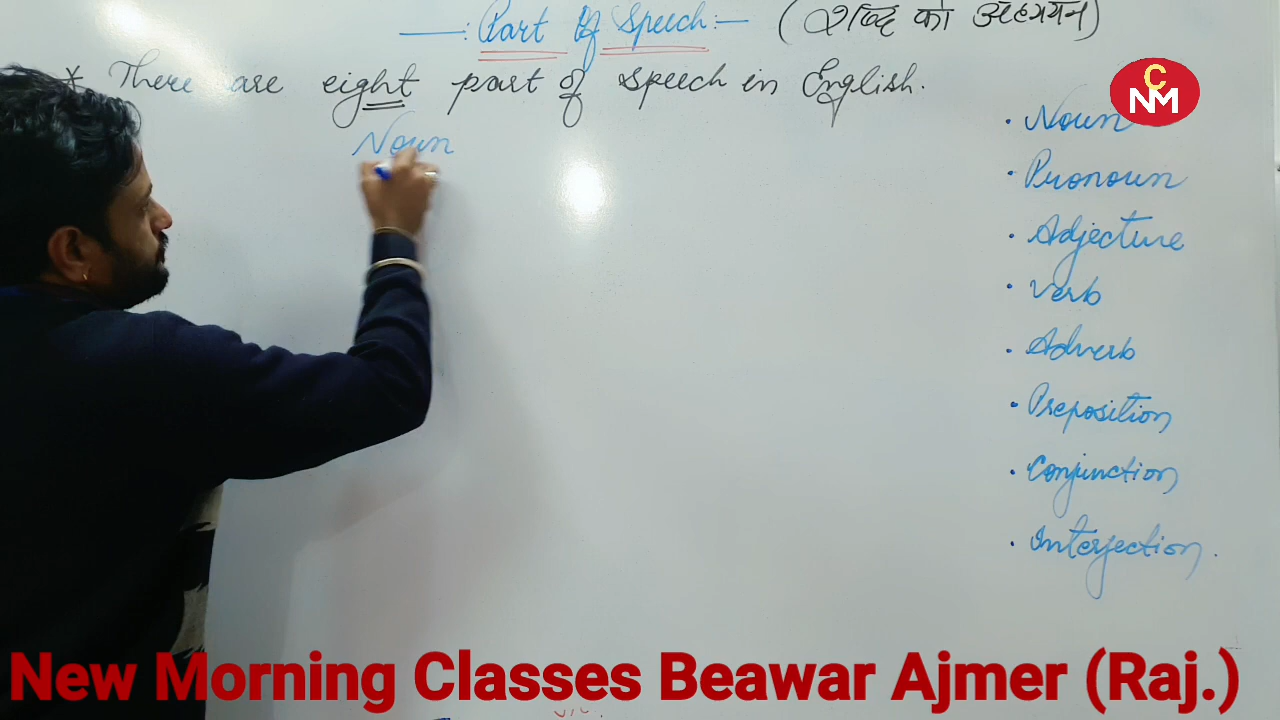 Part Of Speech:- (शब्दि का अध्ययन)
* There are eight part of speech in English.
Noun
· Noun
· Pronoun
· Adjective
· Verb
· Adverb
· Preposition
· Conjunction
· Interjection.
C
NM
New Morning Classes Beawar Ajmer (Raj.)